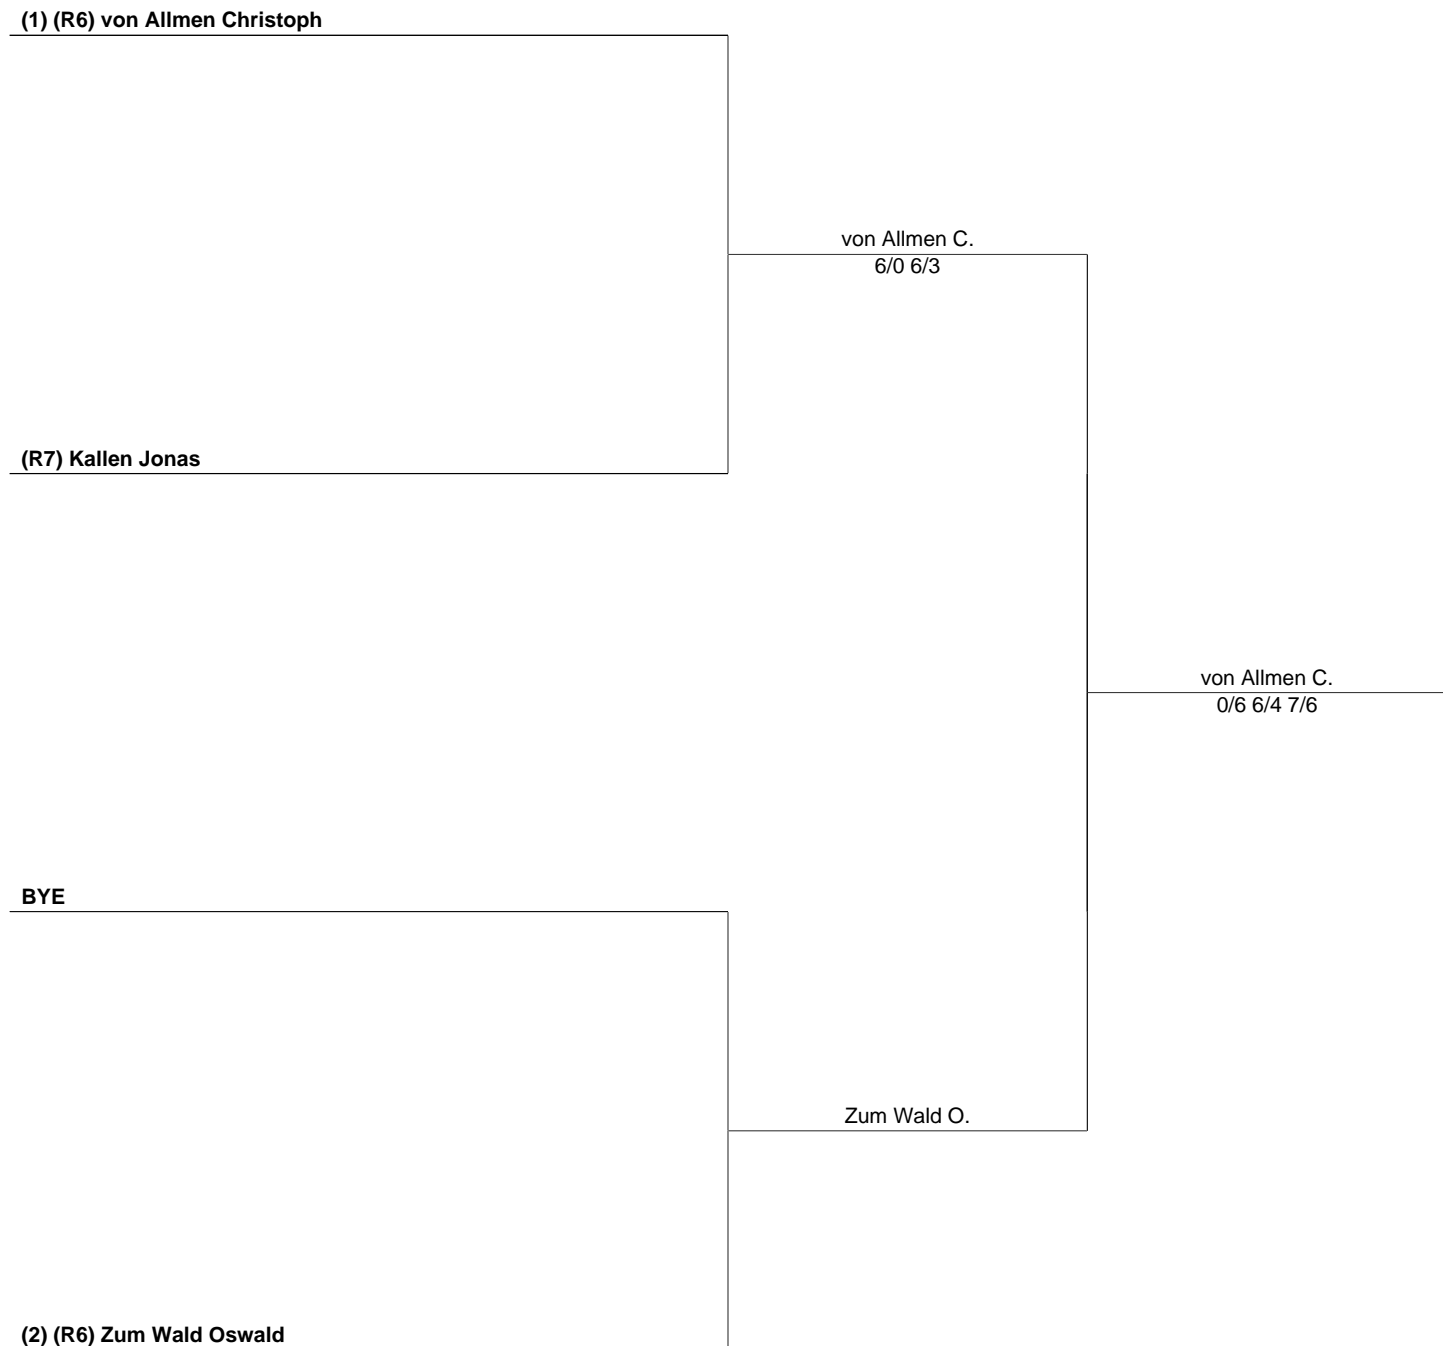 (1) (R6) von Allmen Christoph
von Allmen C.
6/0 6/3
(R7) Kallen Jonas
von Allmen C.
0/6 6/4 7/6
BYE
Zum Wald O.
(2) (R6) Zum Wald Oswald